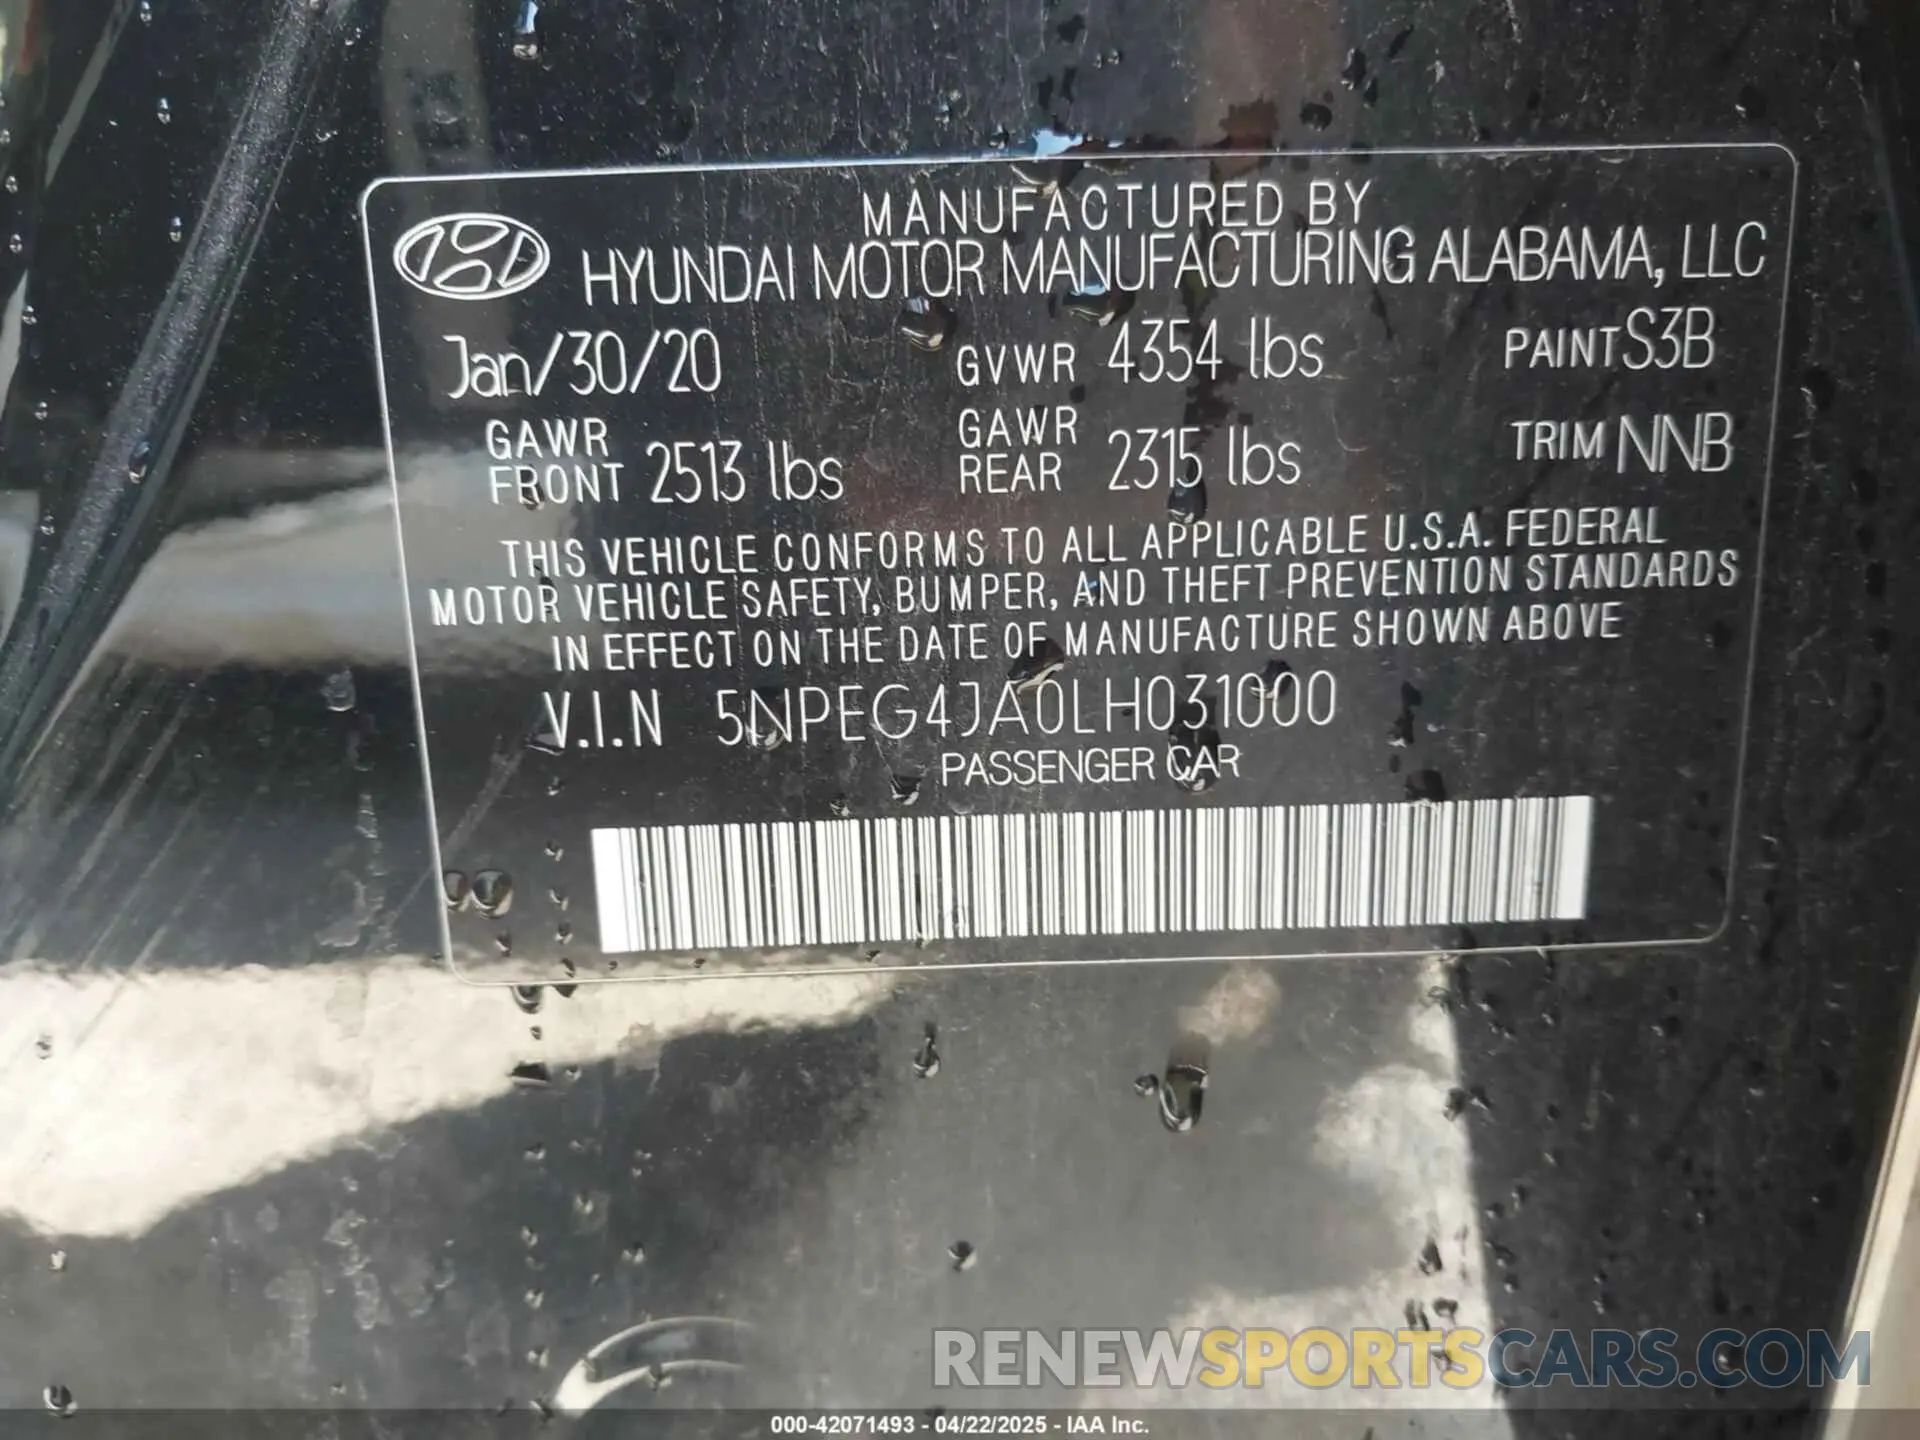 MANUFACTURED BY
HYUNDAI MOTOR MANUFACTURING ALABAMA, LLC
Jan/30/20 GVWR 4354 lbs PAINT S3B
GAWR FRONT 2513 lbs GAWR REAR 2315 lbs TRIM NNB
THIS VEHICLE CONFORMS TO ALL APPLICABLE U.S.A. FEDERAL
MOTOR VEHICLE SAFETY, BUMPER, AND THEFT PREVENTION STANDARDS
IN EFFECT ON THE DATE OF MANUFACTURE SHOWN ABOVE
V.I.N 5NPEG4JA0LH031000
PASSENGER CAR
RENEWSPORTSCARS.COM
000-42071493 - 04/22/2025 - IAA Inc.